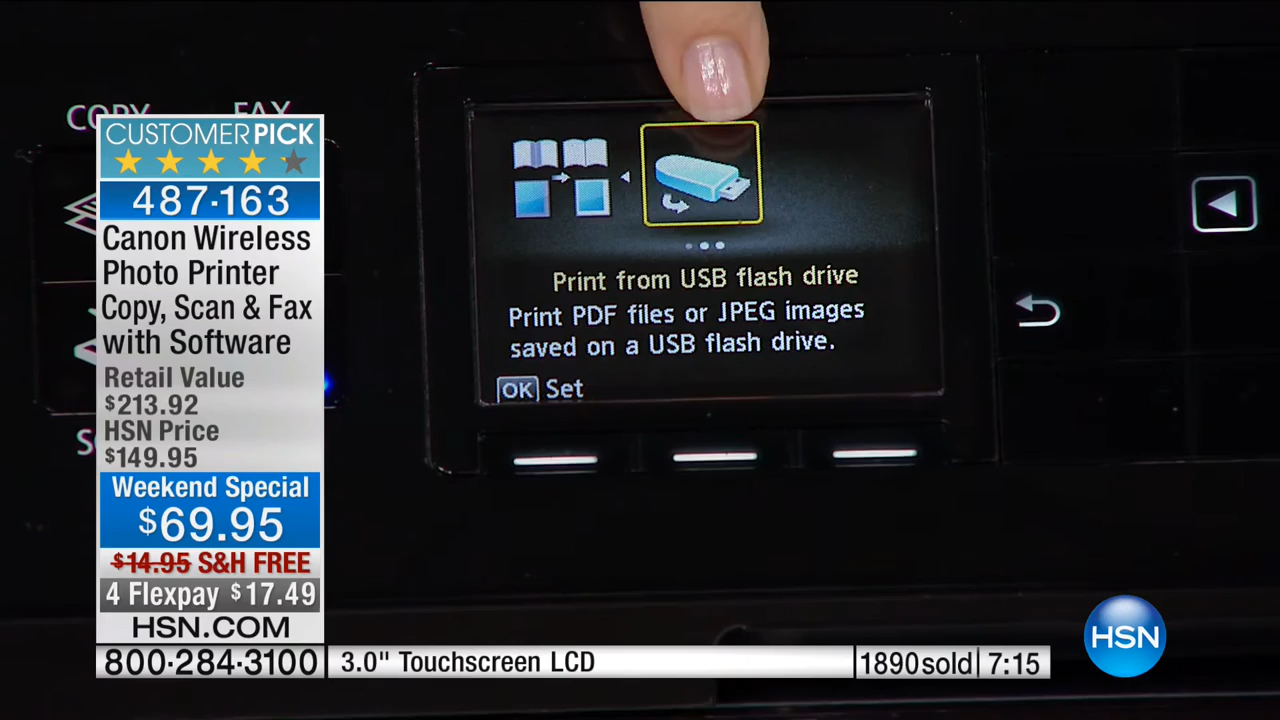 COPY FAX
CUSTOMER PICK
487·163
Canon Wireless
Photo Printer
Copy, Scan & Fax
with Software
Retail Value
$213.92
HSN Price
$149.95
Weekend Special
$69.95
$14.95 S&H FREE
4 Flexpay $17.49
HSN.COM
800·284·3100
3.0" Touchscreen LCD
1890 sold
7:15
Print from USB flash drive
Print PDF files or JPEG images
saved on a USB flash drive.
OK Set
HSN